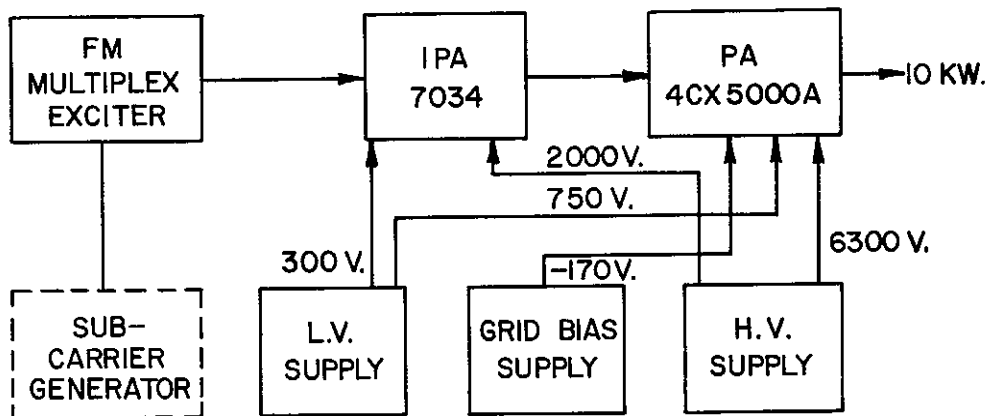 FM
MULTIPLEX
EXCITER
IPA
7034
PA
4CX5000A
10 KW.
2000 V.
750 V.
300 V.
-170V.
6300 V.
SUB-
CARRIER
GENERATOR
L.V.
SUPPLY
GRID BIAS
SUPPLY
H.V.
SUPPLY